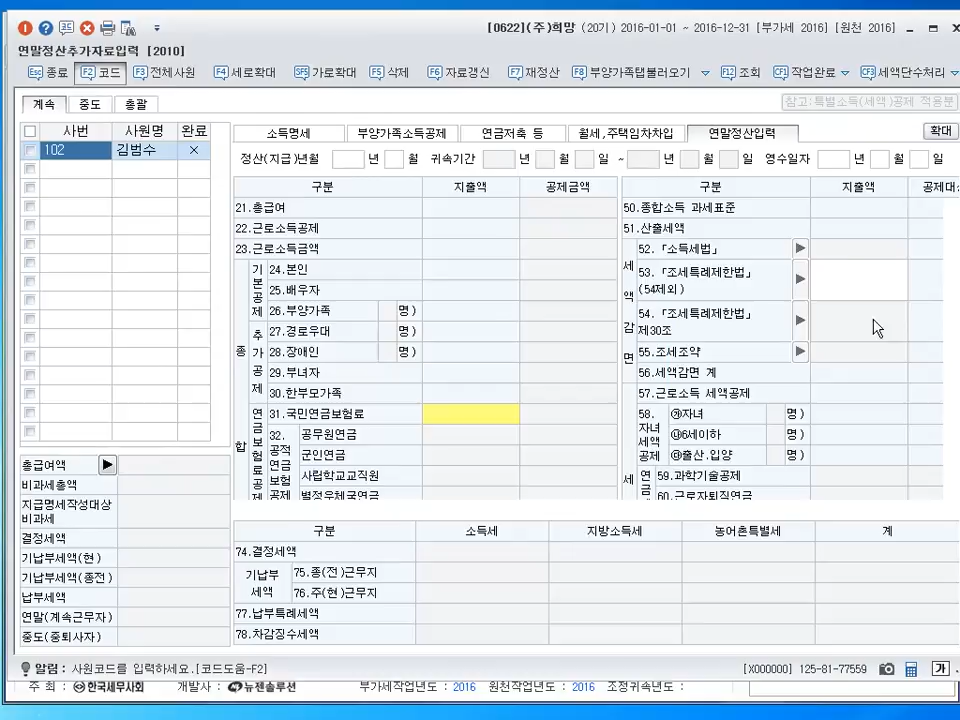 [0622](주)희망 (20기) 2016-01-01 ~ 2016-12-31 [부가세 2016] [원천 2016]
연말정산추가자료입력 [2010]
Esc 종료 F2 코드 F3 전체사원 F4 세로확대 SF5 가로확대 F5 삭제 F6 자료갱신 F7 재정산 F8 부양가족탭불러오기 F12 조회 CF1 작업완료 CF3 세액단수처리
계속 중도 총괄
참고:특별소득(세액)공제 적용분
사번 사원명 완료
102 김범수 ×
소득명세 부양가족소득공제 연금저축 등 월세,주택임차차입 연말정산입력 확대
정산(지급)년월 년 월 귀속기간 년 월 일 ~ 년 월 일 영수일자 년 월 일
구분 지출액 공제금액
21.총급여
22.근로소득공제
23.근로소득금액
기본공제
24.본인
25.배우자
26.부양가족 명)
추가공제
27.경로우대 명)
28.장애인 명)
29.부녀자
30.한부모가족
종합
연금보험료공제
31.국민연금보험료
32.공적연금보험공제
공무원연금
군인연금
사립학교교직원
별정우체국연금
구분 지출액
50.종합소득 과세표준
51.산출세액
세액감면
52.「소득세법」
53.「조세특례제한법」
(54제외)
54.「조세특례제한법」
제30조
55.조세조약
56.세액감면 계
57.근로소득 세액공제
58.자녀세액공제
㉮자녀 명)
㉯6세이하 명)
㉰출산.입양 명)
세
연금
59.과학기술공제
60.근로자퇴직연금
총급여액
비과세총액
지급명세작성대상
비과세
결정세액
기납부세액(현)
기납부세액(종전)
납부세액
연말(계속근무자)
중도(중퇴사자)
구분 소득세 지방소득세 농어촌특별세 계
74.결정세액
기납부
세액
75.종(전)근무지
76.주(현)근무지
77.납부특례세액
78.차감징수세액
알림: 사원코드를 입력하세요.[코드도움-F2]
[X000000] 125-81-77559 가
주 최 : 한국세무사회 개발사 : 뉴젠솔루션 부가세작업년도 : 2016 원천작업년도 : 2016 조정귀속년도 :